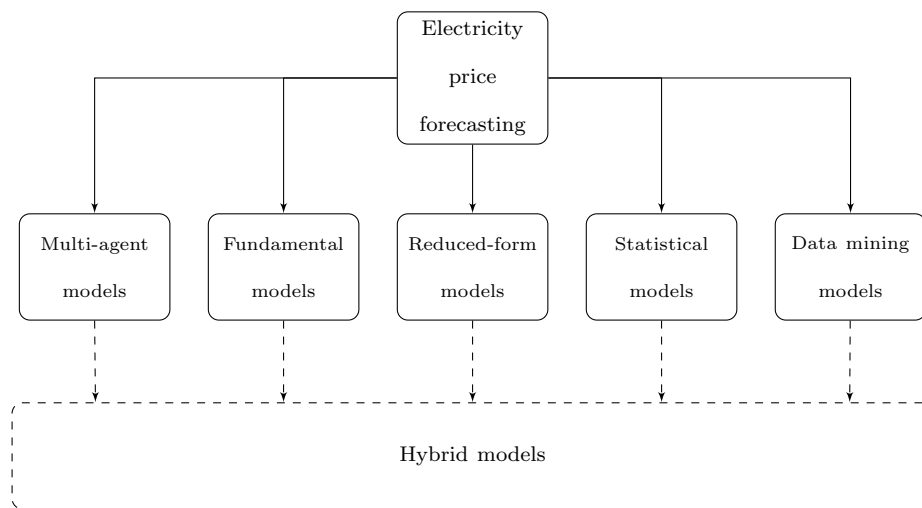 Electricity
price
forecasting
Multi-agent
models
Fundamental
models
Reduced-form
models
Statistical
models
Data mining
models
Hybrid models